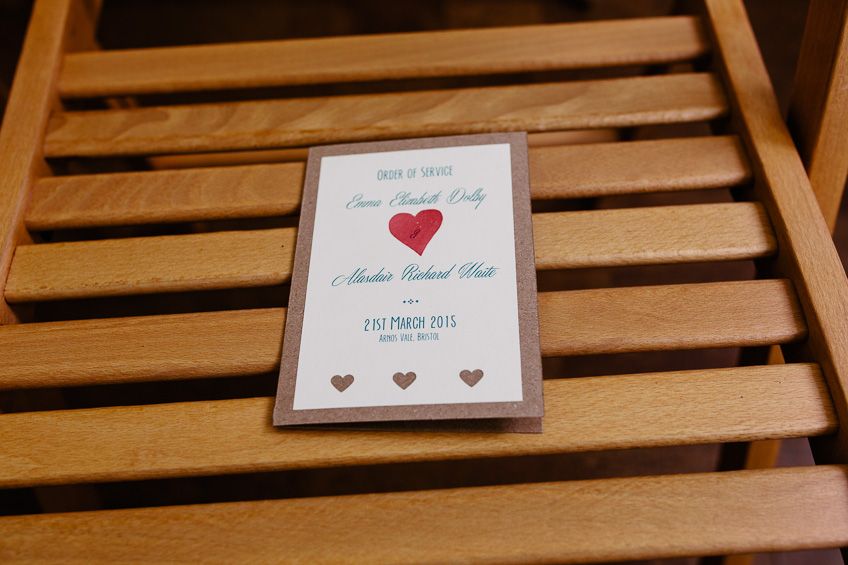 Order of Service
Emma Elizabeth Dolby
&
Alasdair Richard Waite
21st March 2015
Arnos Vale, Bristol